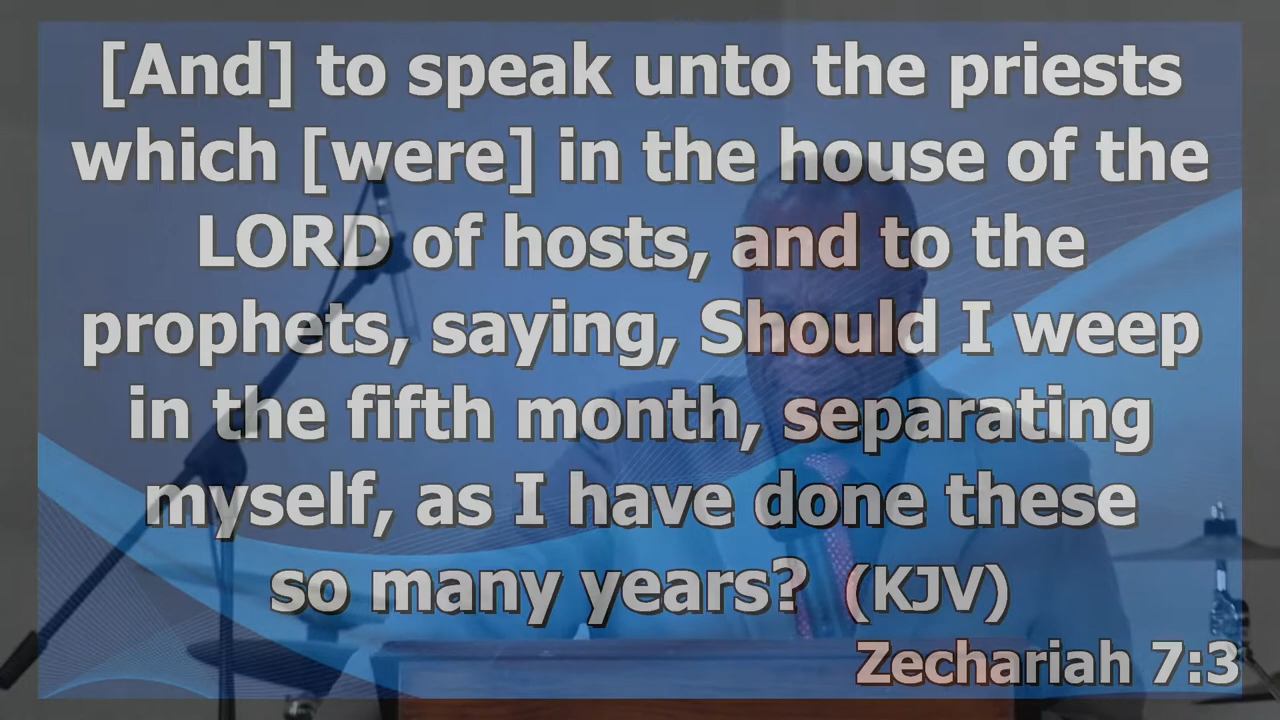 [And] to speak unto the priests
which [were] in the house of the
LORD of hosts, and to the
prophets, saying, Should I weep
in the fifth month, separating
myself, as I have done these
so many years? (KJV)
Zechariah 7:3